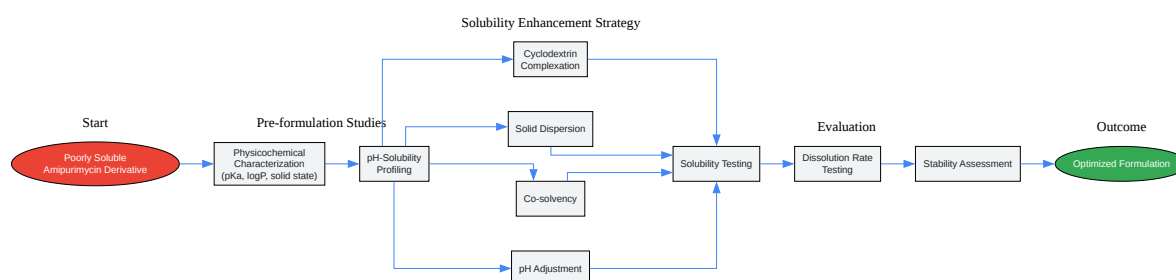 Solubility Enhancement Strategy
Cyclodextrin
Complexation
Start
Pre-formulation Studies
Evaluation
Outcome
Solid Dispersion
Poorly Soluble
Amipurimycin Derivative
Physicochemical
Characterization
(pKa, logP, solid state)
pH-Solubility
Profiling
Solubility Testing
Dissolution Rate
Testing
Stability Assessment
Optimized Formulation
Co-solvency
pH Adjustment